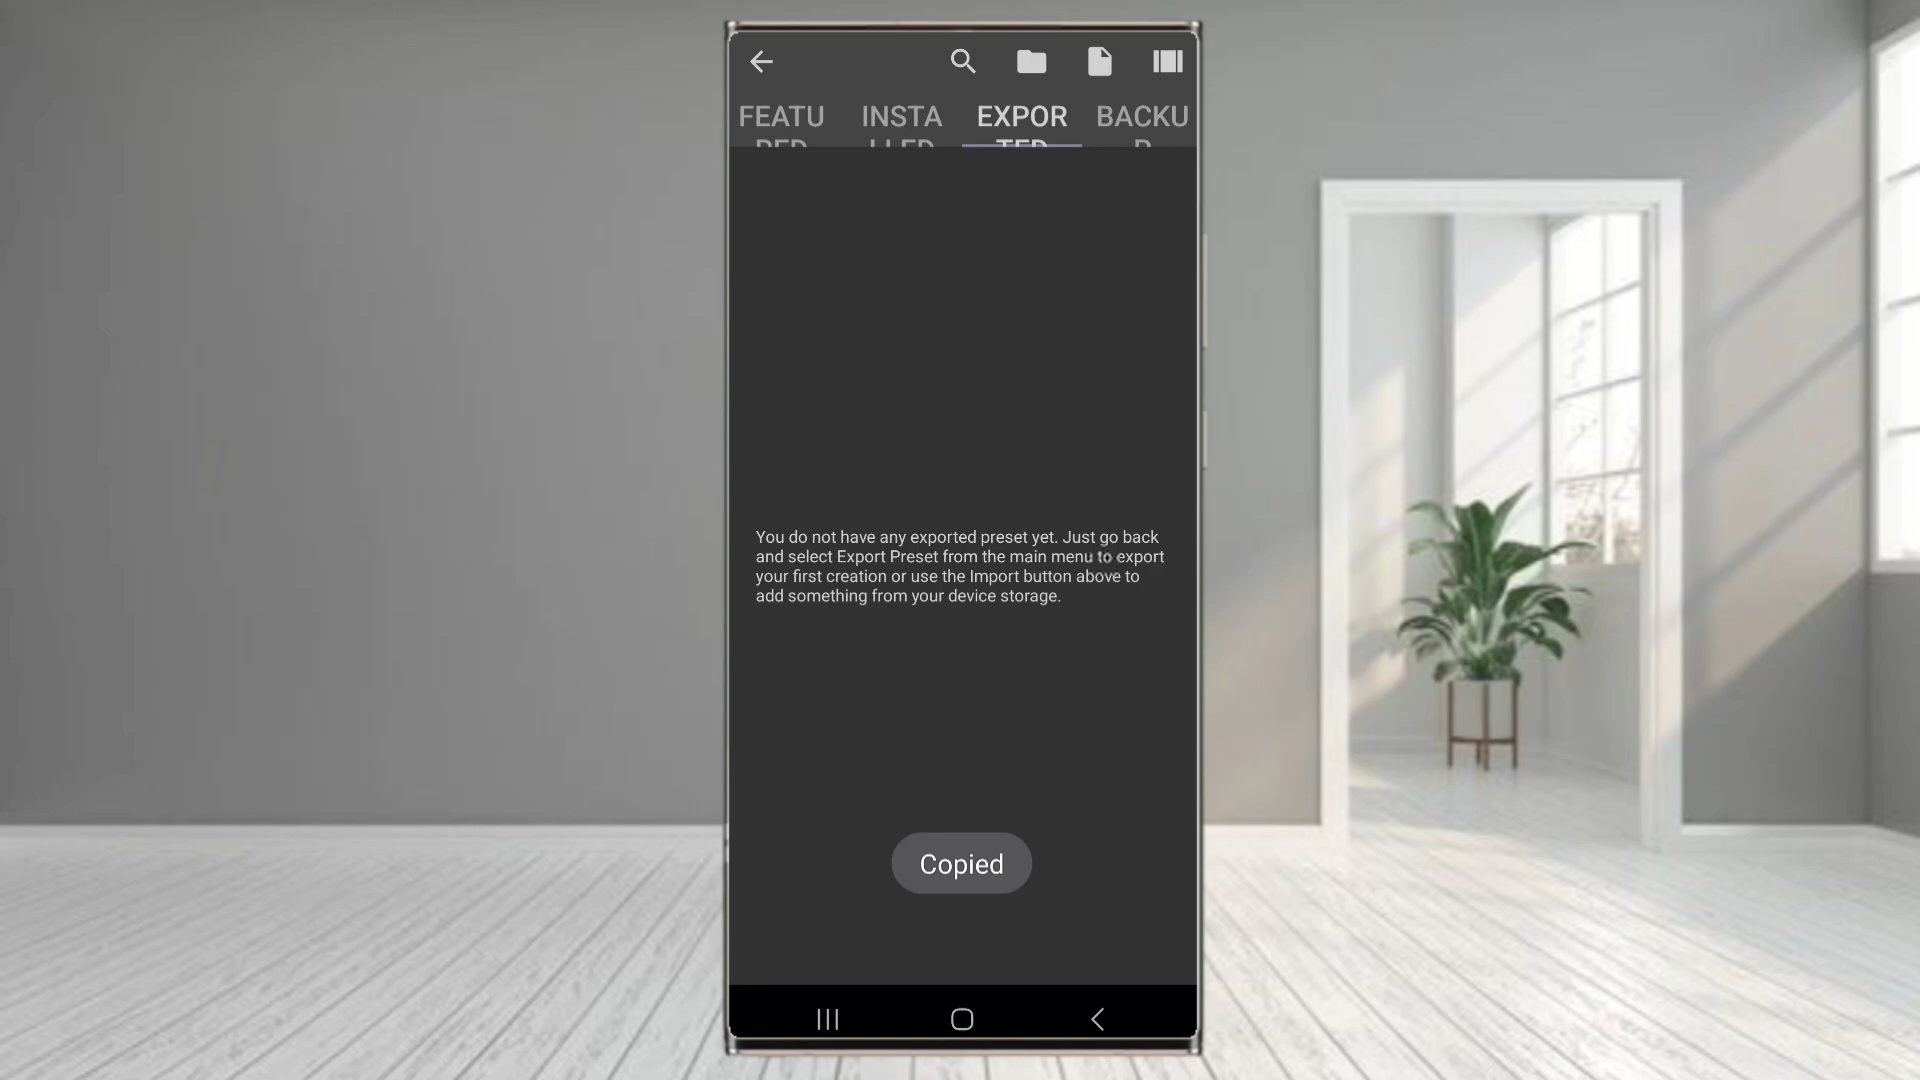 FEATU INSTA EXPOR BACKU
RED LLED TED P
You do not have any exported preset yet. Just go back
and select Export Preset from the main menu to export
your first creation or use the Import button above to
add something from your device storage.
Copied